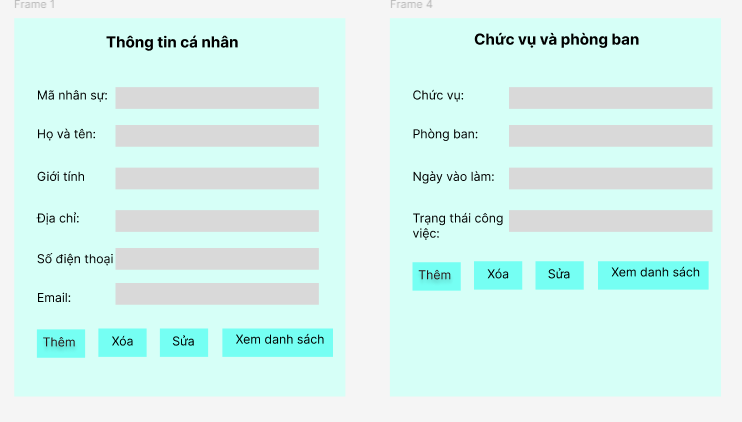 Frame 1
Thông tin cá nhân
Mã nhân sự:
Họ và tên:
Giới tính
Địa chỉ:
Số điện thoại
Email:
Thêm
Xóa
Sửa
Xem danh sách
Frame 4
Chức vụ và phòng ban
Chức vụ:
Phòng ban:
Ngày vào làm:
Trạng thái công
việc:
Thêm
Xóa
Sửa
Xem danh sách